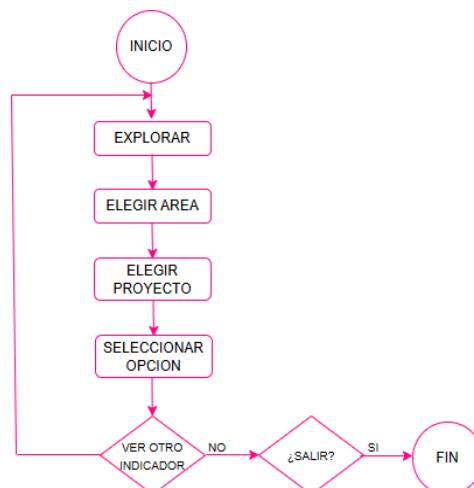 INICIO
EXPLORAR
ELEGIR AREA
ELEGIR
PROYECTO
SELECCIONAR
OPCION
VER OTRO
INDICADOR
NO
¿SALIR?
SI
FIN